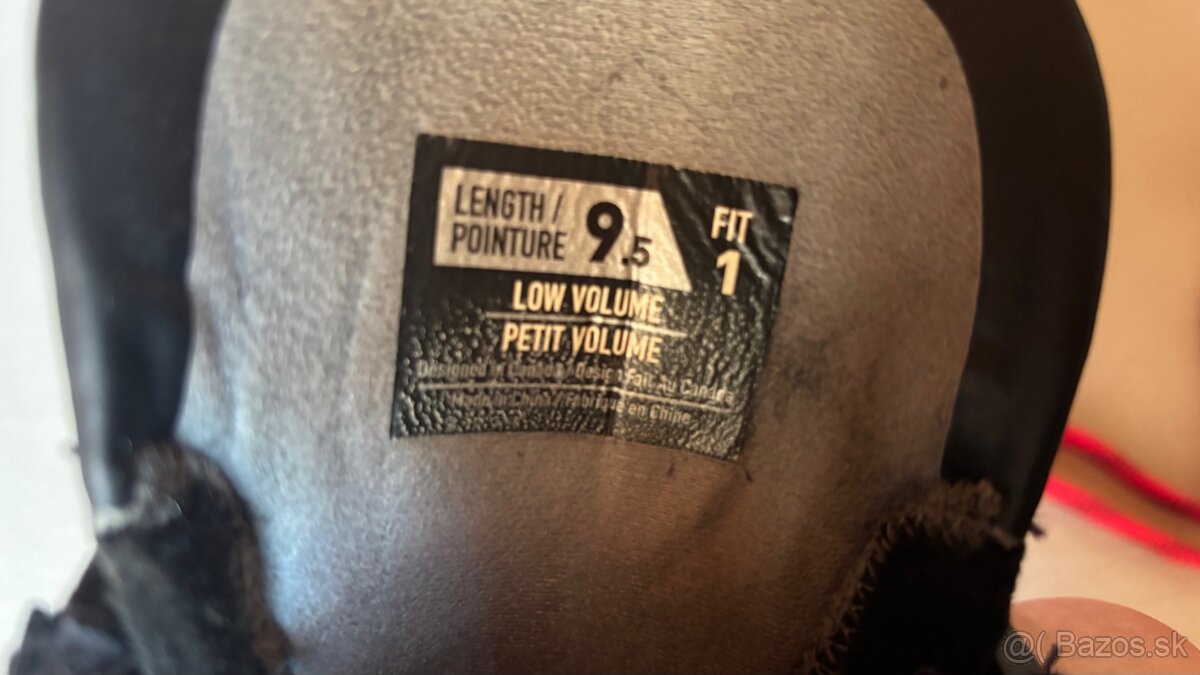 LENGTH /
POINTURE
9.5
FIT
1
LOW VOLUME
PETIT VOLUME
Designed in Canada / Design Fait Au Canada
Made in China / Fabriqué en Chine
@( Bazos.sk